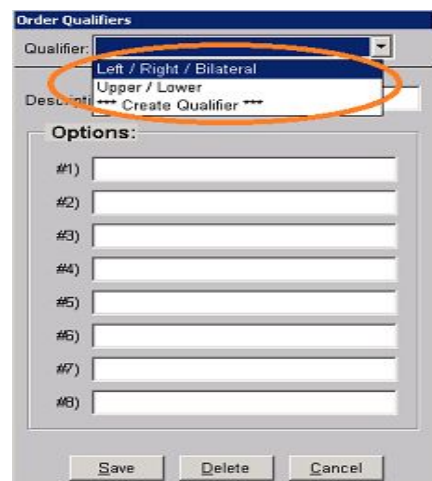 Order Qualifiers
Qualifier:
Left / Right / Bilateral
Upper / Lower
*** Create Qualifier ***
Descripti
Options:
#1)
#2)
#3)
#4)
#5)
#6)
#7)
#8)
Save Delete Cancel